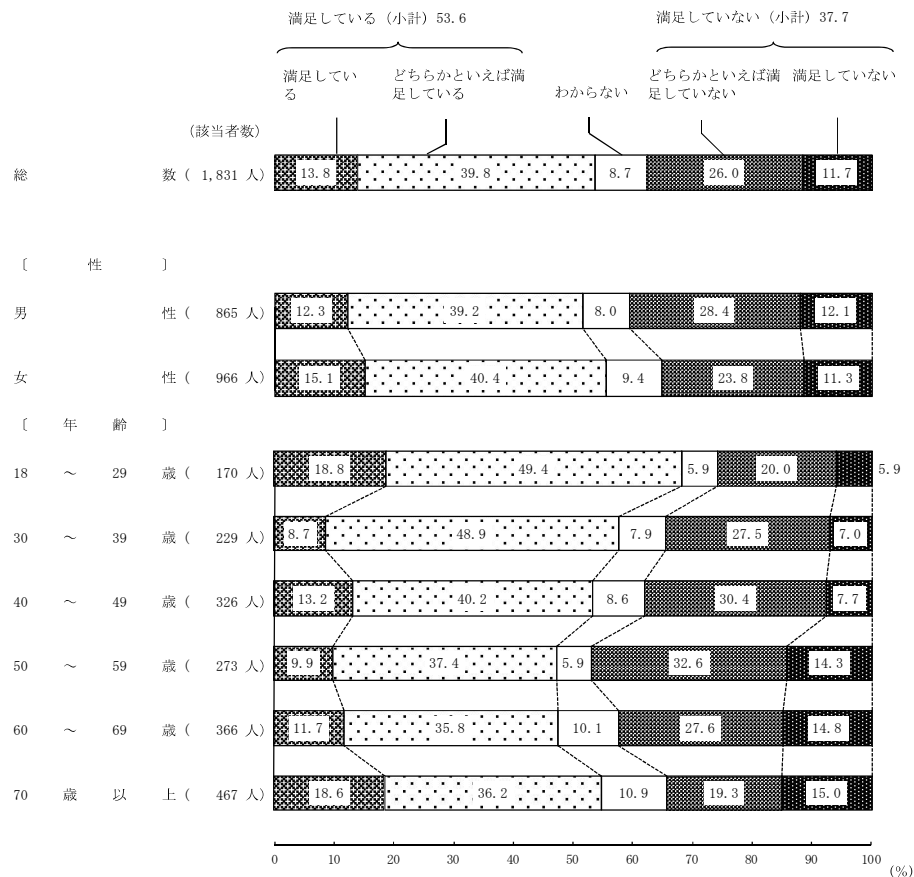 満足している（小計）53.6
満足していない（小計）37.7
満足してい
る
どちらかといえば満
足している
わからない
どちらかといえば満
足していない
満足していない
（該当者数）
総 数（ 1,831 人）
13.8 39.8 8.7 26.0 11.7
〔 性 〕
男 性（ 865 人）
12.3 39.2 8.0 28.4 12.1
女 性（ 966 人）
15.1 40.4 9.4 23.8 11.3
〔 年 齢 〕
18 ～ 29 歳（ 170 人）
18.8 49.4 5.9 20.0 5.9
30 ～ 39 歳（ 229 人）
8.7 48.9 7.9 27.5 7.0
40 ～ 49 歳（ 326 人）
13.2 40.2 8.6 30.4 7.7
50 ～ 59 歳（ 273 人）
9.9 37.4 5.9 32.6 14.3
60 ～ 69 歳（ 366 人）
11.7 35.8 10.1 27.6 14.8
70 歳 以 上（ 467 人）
18.6 36.2 10.9 19.3 15.0
0 10 20 30 40 50 60 70 80 90 100
(%)